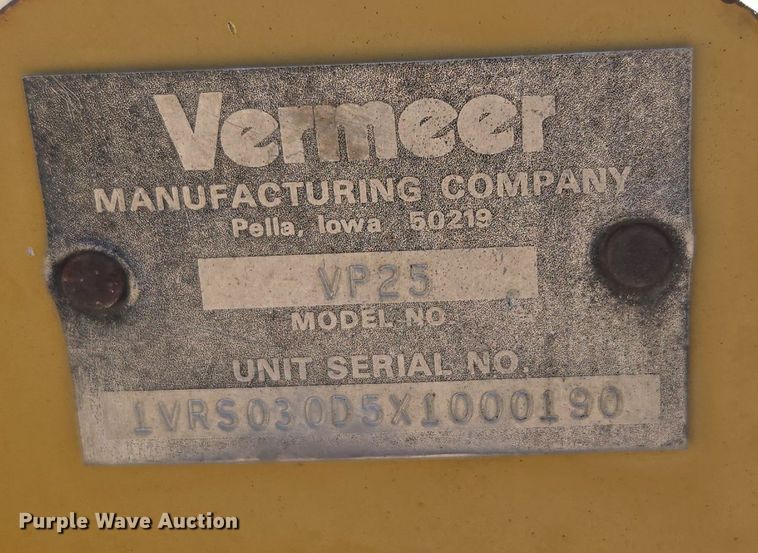 Vermeer
MANUFACTURING COMPANY
Pella, Iowa 50219
VP25
MODEL NO
UNIT SERIAL NO.
1VRS030D5X1000190
Purple Wave Auction